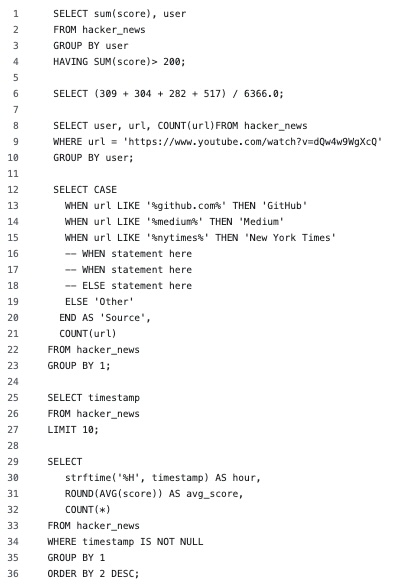 1 SELECT sum(score), user
2 FROM hacker_news
3 GROUP BY user
4 HAVING SUM(score)> 200;
5
6 SELECT (309 + 304 + 282 + 517) / 6366.0;
7
8 SELECT user, url, COUNT(url)FROM hacker_news
9 WHERE url = 'https://www.youtube.com/watch?v=dQw4w9WgXcQ'
10 GROUP BY user;
11
12 SELECT CASE
13 WHEN url LIKE '%github.com%' THEN 'GitHub'
14 WHEN url LIKE '%medium%' THEN 'Medium'
15 WHEN url LIKE '%nytimes%' THEN 'New York Times'
16 -- WHEN statement here
17 -- WHEN statement here
18 -- ELSE statement here
19 ELSE 'Other'
20 END AS 'Source',
21 COUNT(url)
22 FROM hacker_news
23 GROUP BY 1;
24
25 SELECT timestamp
26 FROM hacker_news
27 LIMIT 10;
28
29 SELECT
30 strftime('%H', timestamp) AS hour,
31 ROUND(AVG(score)) AS avg_score,
32 COUNT(*)
33 FROM hacker_news
34 WHERE timestamp IS NOT NULL
35 GROUP BY 1
36 ORDER BY 2 DESC;